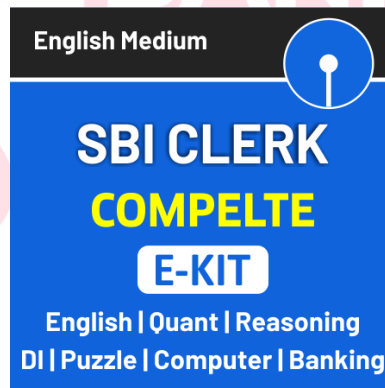 English Medium
SBI CLERK
COMPELTE
E-KIT
English | Quant | Reasoning
DI | Puzzle | Computer | Banking